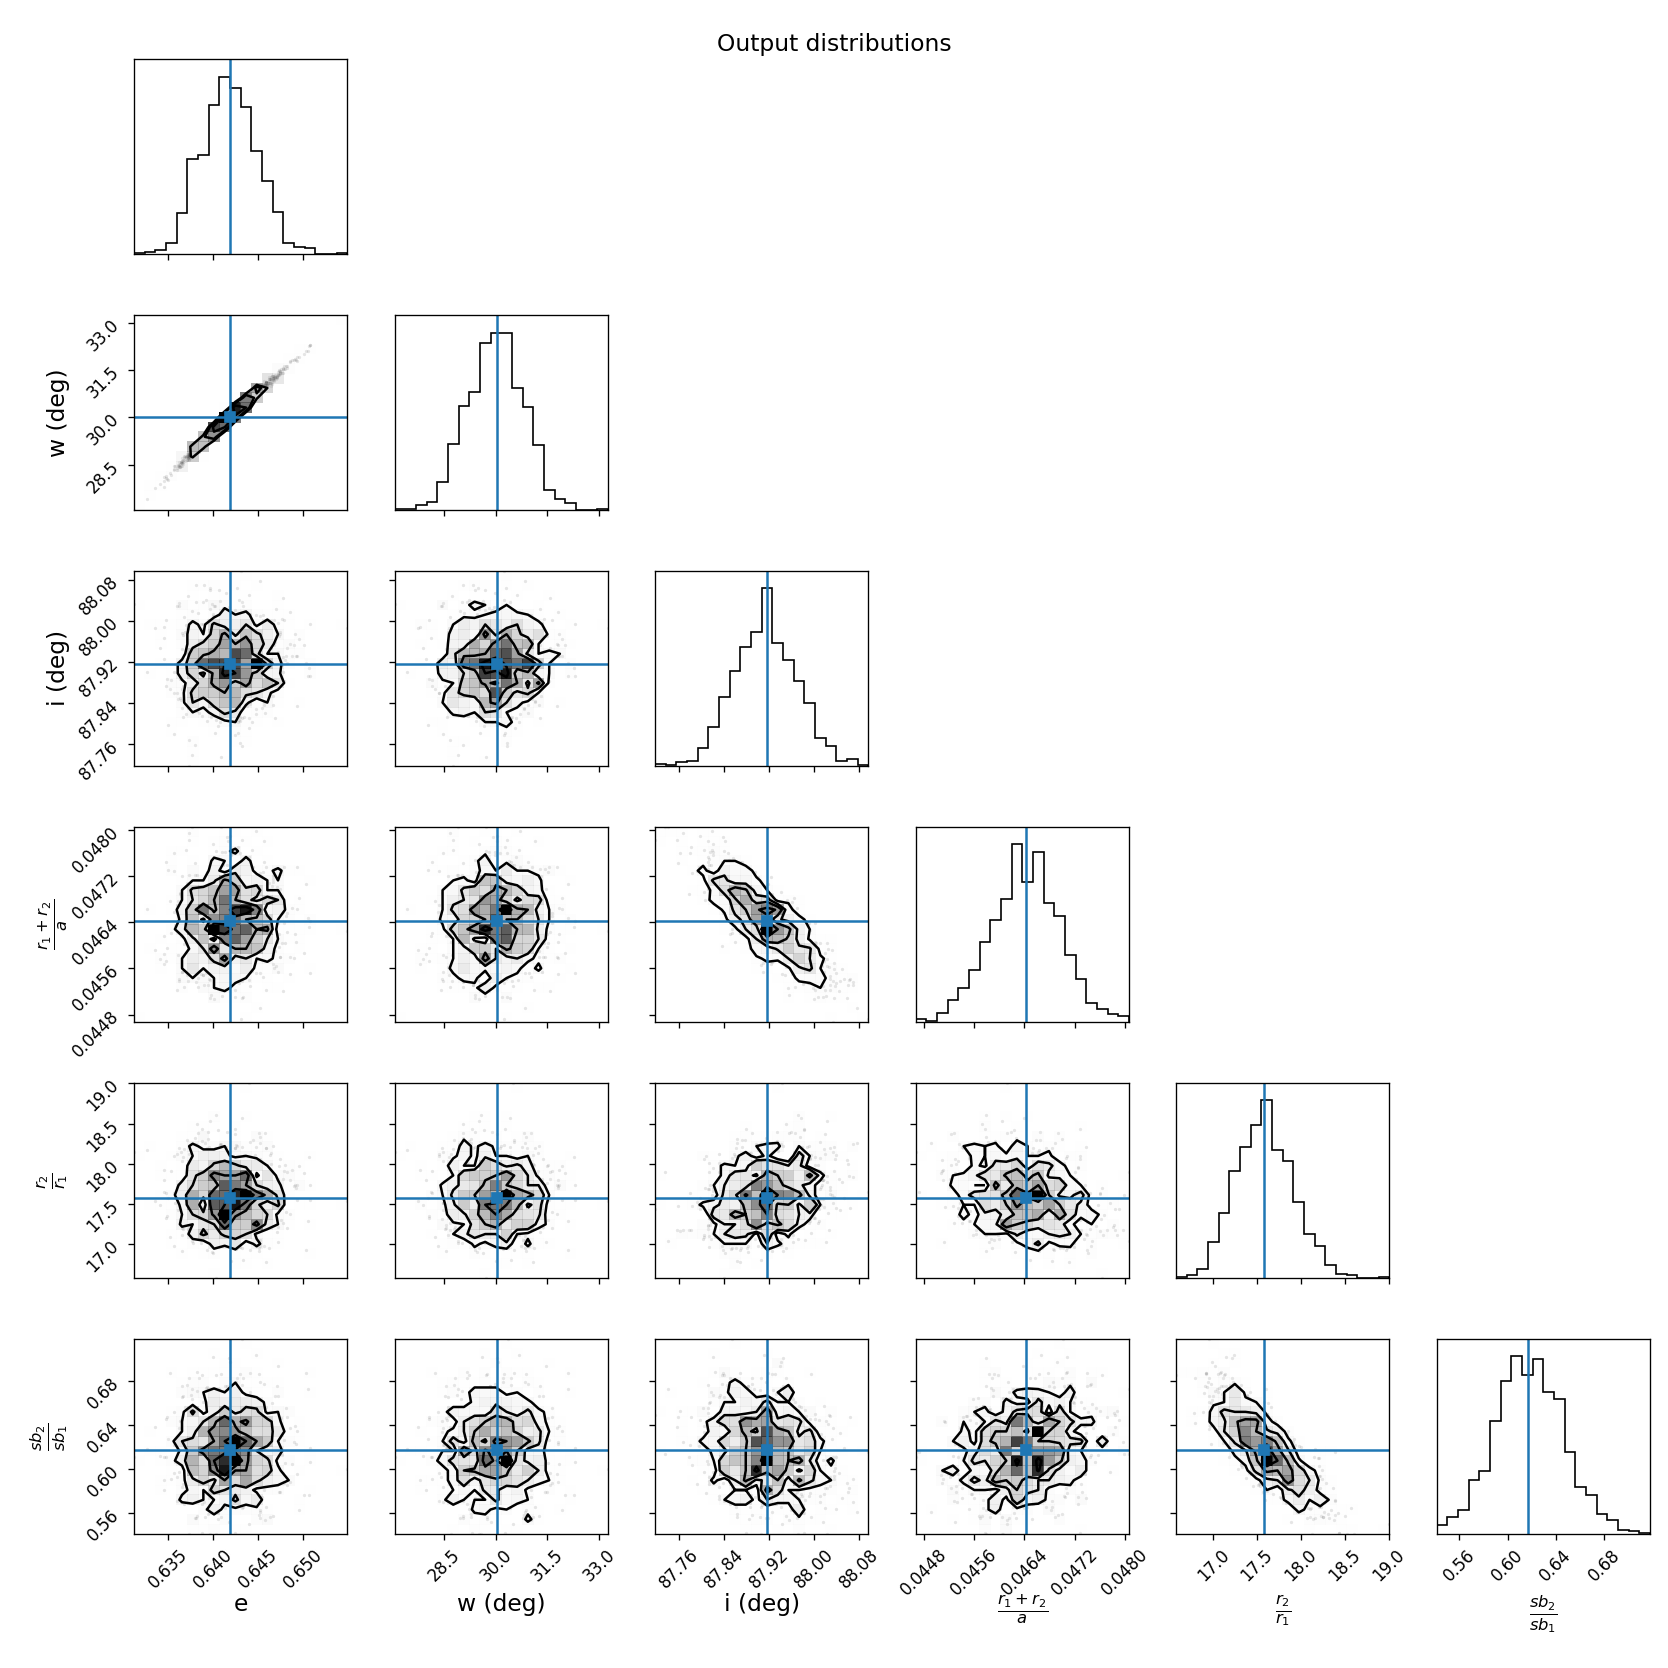 Output distributions
33.0
31.5
30.0
28.5
w (deg)
88.08
88.00
87.92
87.84
87.76
i (deg)
0.0480
0.0472
0.0464
0.0456
0.0448
r₁ + r₂
a
19.0
18.5
18.0
17.5
17.0
r₂
r₁
0.68
0.64
0.60
0.56
sb₂
sb₁
0.635 0.640 0.645 0.650
e
28.5 30.0 31.5 33.0
w (deg)
87.76 87.84 87.92 88.00 88.08
i (deg)
0.0448 0.0456 0.0464 0.0472 0.0480
r₁ + r₂
a
17.0 17.5 18.0 18.5 19.0
r₂
r₁
0.56 0.60 0.64 0.68
sb₂
sb₁